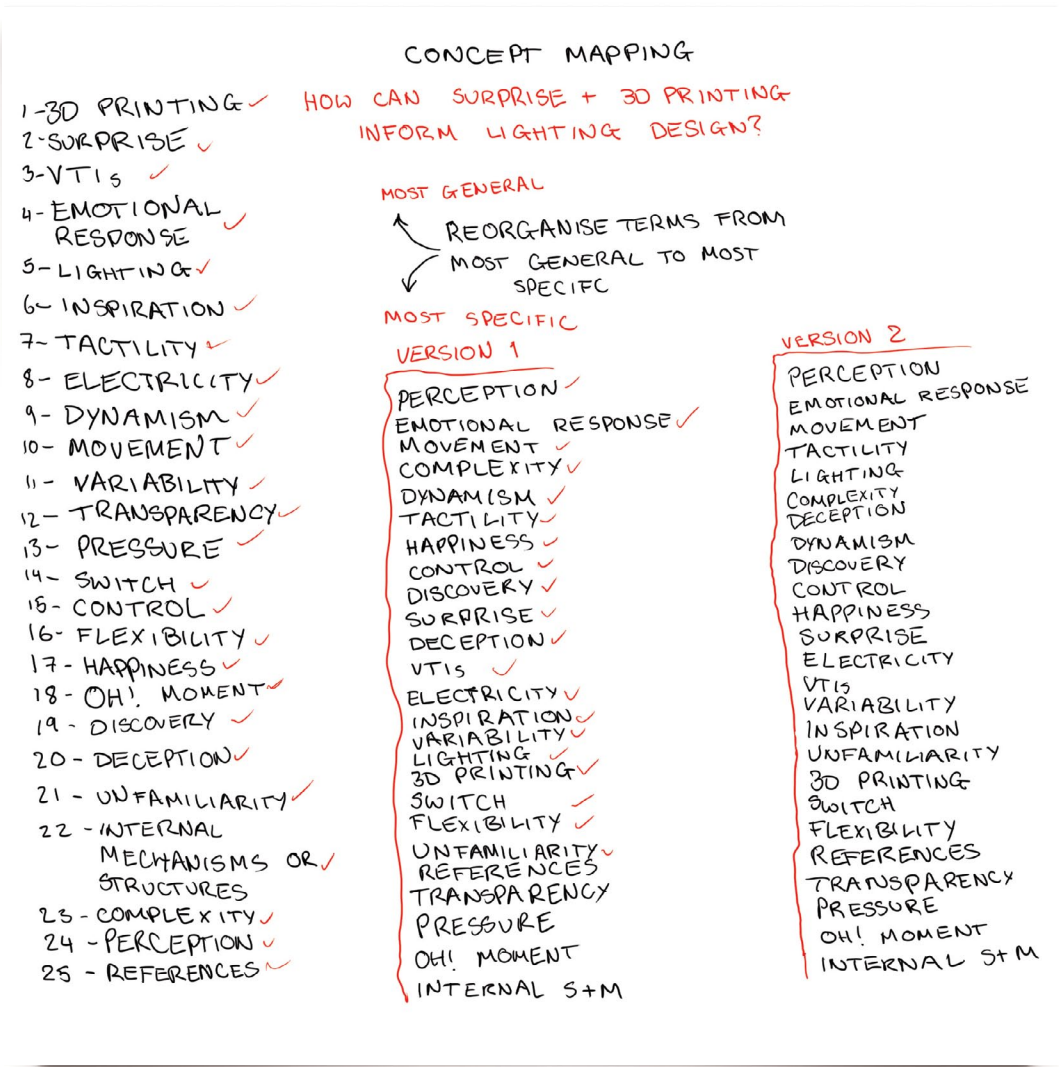 CONCEPT MAPPING
HOW CAN SURPRISE + 3D PRINTING
INFORM LIGHTING DESIGN?
1-3D PRINTING
2-SURPRISE
3-VTIs
4-EMOTIONAL
RESPONSE
5-LIGHTING
6-INSPIRATION
7-TACTILITY
8-ELECTRICITY
9-DYNAMISM
10-MOVEMENT
11-VARIABILITY
12-TRANSPARENCY
13-PRESSURE
14-SWITCH
15-CONTROL
16-FLEXIBILITY
17-HAPPINESS
18-OH! MOMENT
19-DISCOVERY
20-DECEPTION
21-UNFAMILIARITY
22-INTERNAL
MECHANISMS OR
STRUCTURES
23-COMPLEXITY
24-PERCEPTION
25-REFERENCES
MOST GENERAL
REORGANISE TERMS FROM
MOST GENERAL TO MOST
SPECIFC
MOST SPECIFIC
VERSION 1
PERCEPTION
EMOTIONAL RESPONSE
MOVEMENT
COMPLEXITY
DYNAMISM
TACTILITY
HAPPINESS
CONTROL
DISCOVERY
SURPRISE
DECEPTION
VTIs
ELECTRICITY
INSPIRATION
VARIABILITY
LIGHTING
3D PRINTING
SWITCH
FLEXIBILITY
UNFAMILIARITY
REFERENCES
TRANSPARENCY
PRESSURE
OH! MOMENT
INTERNAL S+M
VERSION 2
PERCEPTION
EMOTIONAL RESPONSE
MOVEMENT
TACTILITY
LIGHTING
COMPLEXITY
DECEPTION
DYNAMISM
DISCOVERY
CONTROL
HAPPINESS
SURPRISE
ELECTRICITY
VTIs
VARIABILITY
INSPIRATION
UNFAMILIARITY
3D PRINTING
SWITCH
FLEXIBILITY
REFERENCES
TRANSPARENCY
PRESSURE
OH! MOMENT
INTERNAL S+M